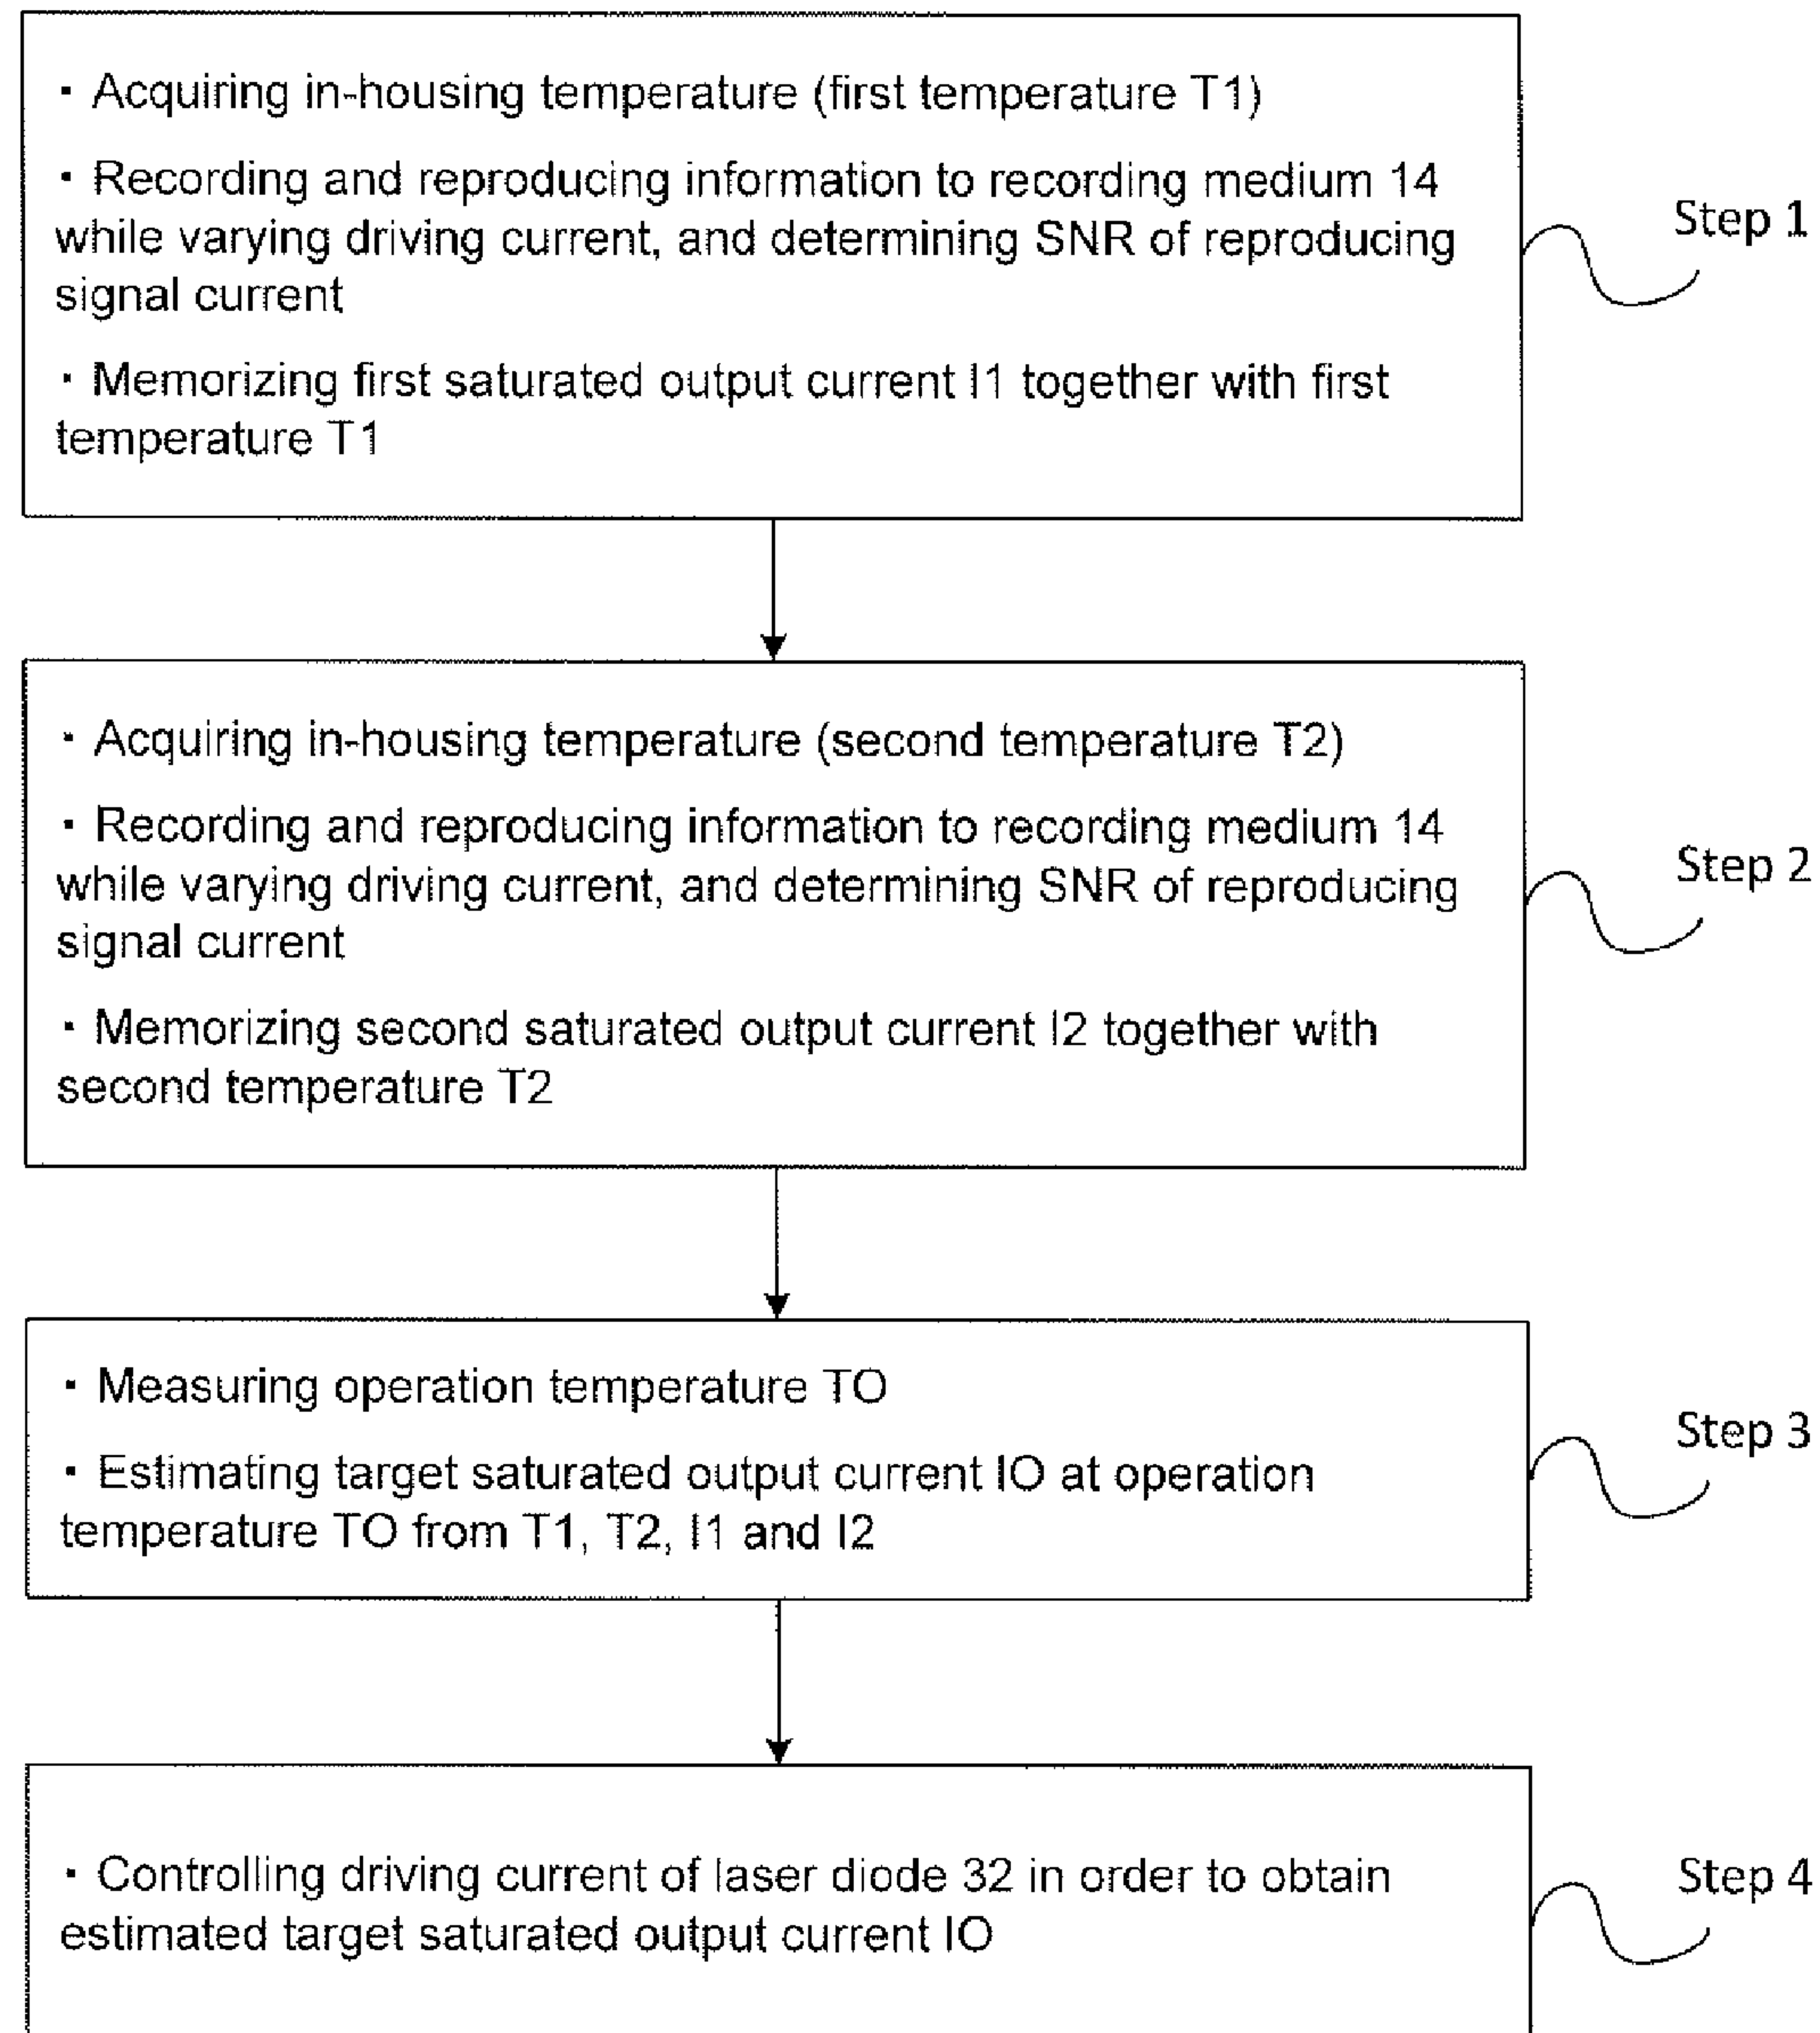 ・Acquiring in-housing temperature (first temperature T1)
・Recording and reproducing information to recording medium 14
while varying driving current, and determining SNR of reproducing
signal current
・Memorizing first saturated output current I1 together with first
temperature T1
Step 1
・Acquiring in-housing temperature (second temperature T2)
・Recording and reproducing information to recording medium 14
while varying driving current, and determining SNR of reproducing
signal current
・Memorizing second saturated output current I2 together with
second temperature T2
Step 2
・Measuring operation temperature TO
・Estimating target saturated output current IO at operation
temperature TO from T1, T2, I1 and I2
Step 3
・Controlling driving current of laser diode 32 in order to obtain
estimated target saturated output current IO
Step 4